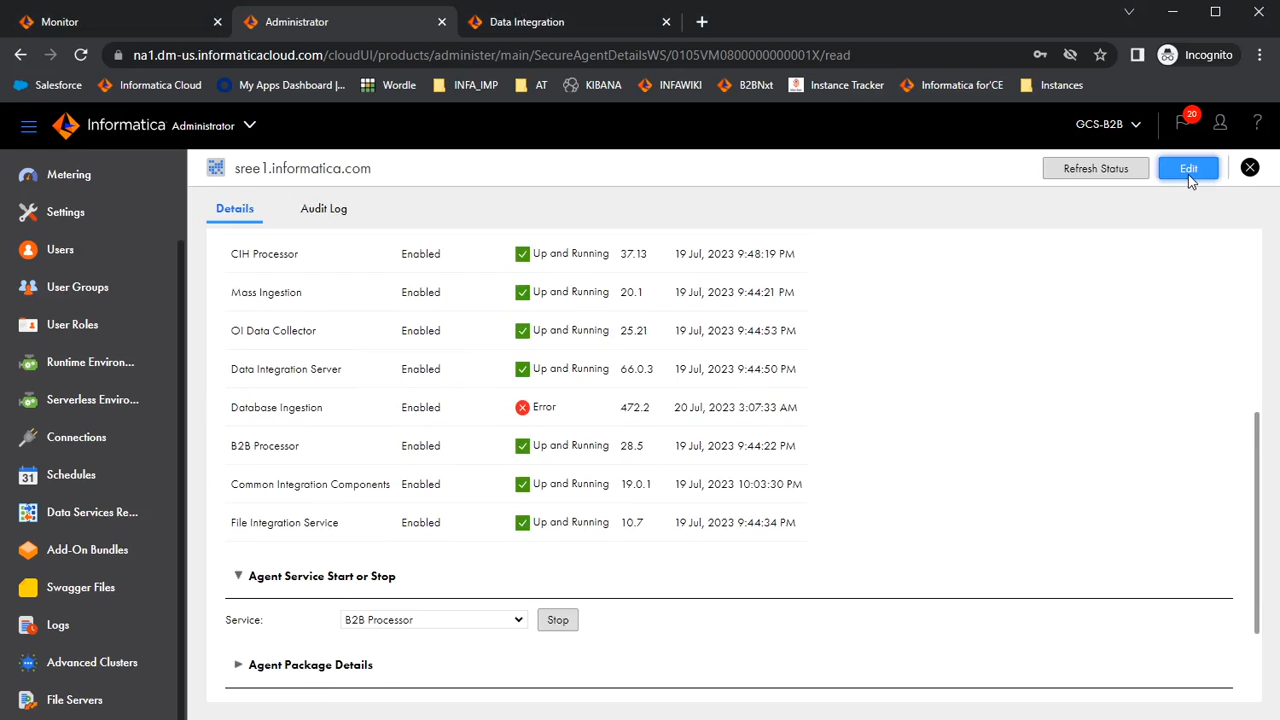 Monitor
Administrator
Data Integration
na1.dm-us.informaticacloud.com/cloudUI/products/administer/main/SecureAgentDetailsWS/0105VM0800000000001X/read
Incognito
Salesforce
Informatica Cloud
My Apps Dashboard |...
Wordle
INFA_IMP
AT
KIBANA
INFAWIKI
B2BNxt
Instance Tracker
Informatica for'CE
Instances
Informatica Administrator
GCS-B2B
20
?
sree1.informatica.com
Refresh Status
Edit
Details
Audit Log
Metering
Settings
Users
User Groups
User Roles
Runtime Environ...
Serverless Enviro...
Connections
31 Schedules
Data Services Re...
Add-On Bundles
Swagger Files
Logs
Advanced Clusters
File Servers
CIH Processor Enabled Up and Running 37.13 19 Jul, 2023 9:48:19 PM
Mass Ingestion Enabled Up and Running 20.1 19 Jul, 2023 9:44:21 PM
OI Data Collector Enabled Up and Running 25.21 19 Jul, 2023 9:44:53 PM
Data Integration Server Enabled Up and Running 66.0.3 19 Jul, 2023 9:44:50 PM
Database Ingestion Enabled Error 472.2 20 Jul, 2023 3:07:33 AM
B2B Processor Enabled Up and Running 28.5 19 Jul, 2023 9:44:22 PM
Common Integration Components Enabled Up and Running 19.0.1 19 Jul, 2023 10:03:30 PM
File Integration Service Enabled Up and Running 10.7 19 Jul, 2023 9:44:34 PM
Agent Service Start or Stop
Service: B2B Processor Stop
Agent Package Details